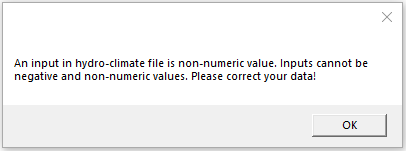 An input in hydro-climate file is non-numeric value. Inputs cannot be
negative and non-numeric values. Please correct your data!
OK